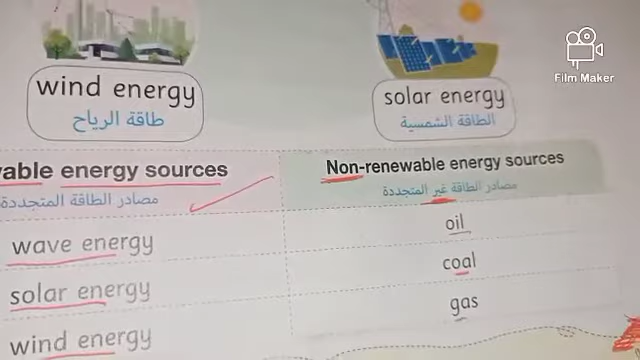 Film Maker
wind energy
طاقة الرياح
solar energy
الطاقة الشمسية
energy sources
مصادر الطاقة المتجددة
Non-renewable energy sources
مصادر الطاقة غير المتجددة
wave energy
oil
solar energy
coal
wind energy
gas